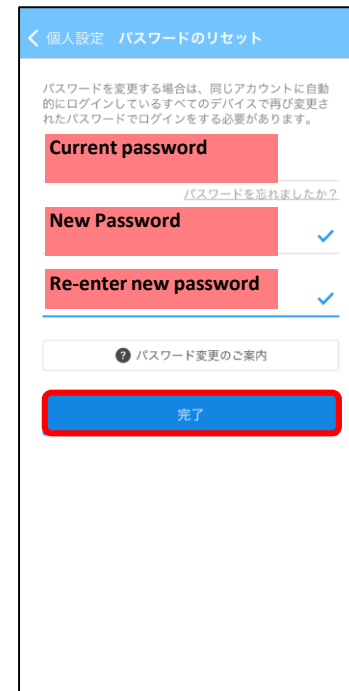 個人設定 パスワードのリセット
パスワードを変更する場合は、同じアカウントに自動
的にログインしているすべてのデバイスで再び変更さ
れたパスワードでログインをする必要があります。
Current password
パスワードを忘れましたか？
New Password
Re-enter new password
? パスワード変更のご案内
完了